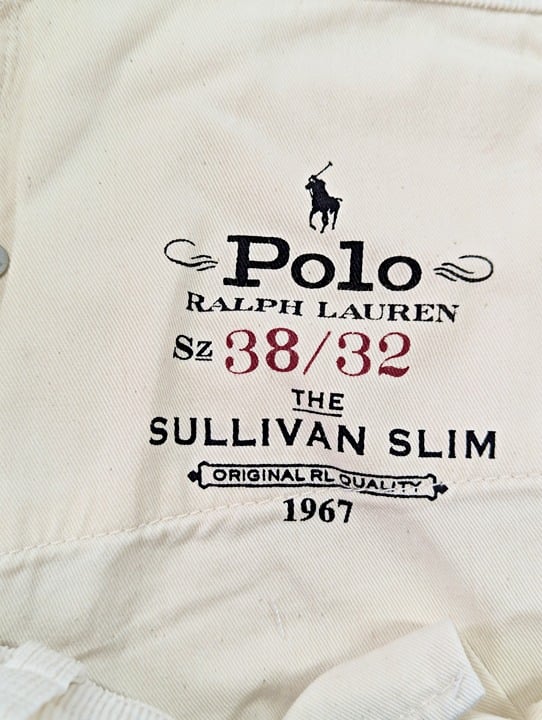 Polo
RALPH LAUREN
Sz 38/32
THE
SULLIVAN SLIM
ORIGINAL RL QUALITY
1967